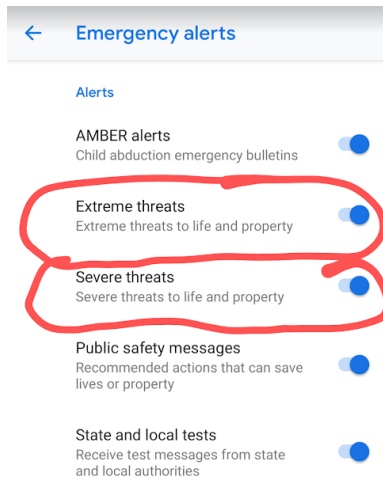 Emergency alerts
Alerts
AMBER alerts
Child abduction emergency bulletins
Extreme threats
Extreme threats to life and property
Severe threats
Severe threats to life and property
Public safety messages
Recommended actions that can save
lives or property
State and local tests
Receive test messages from state
and local authorities